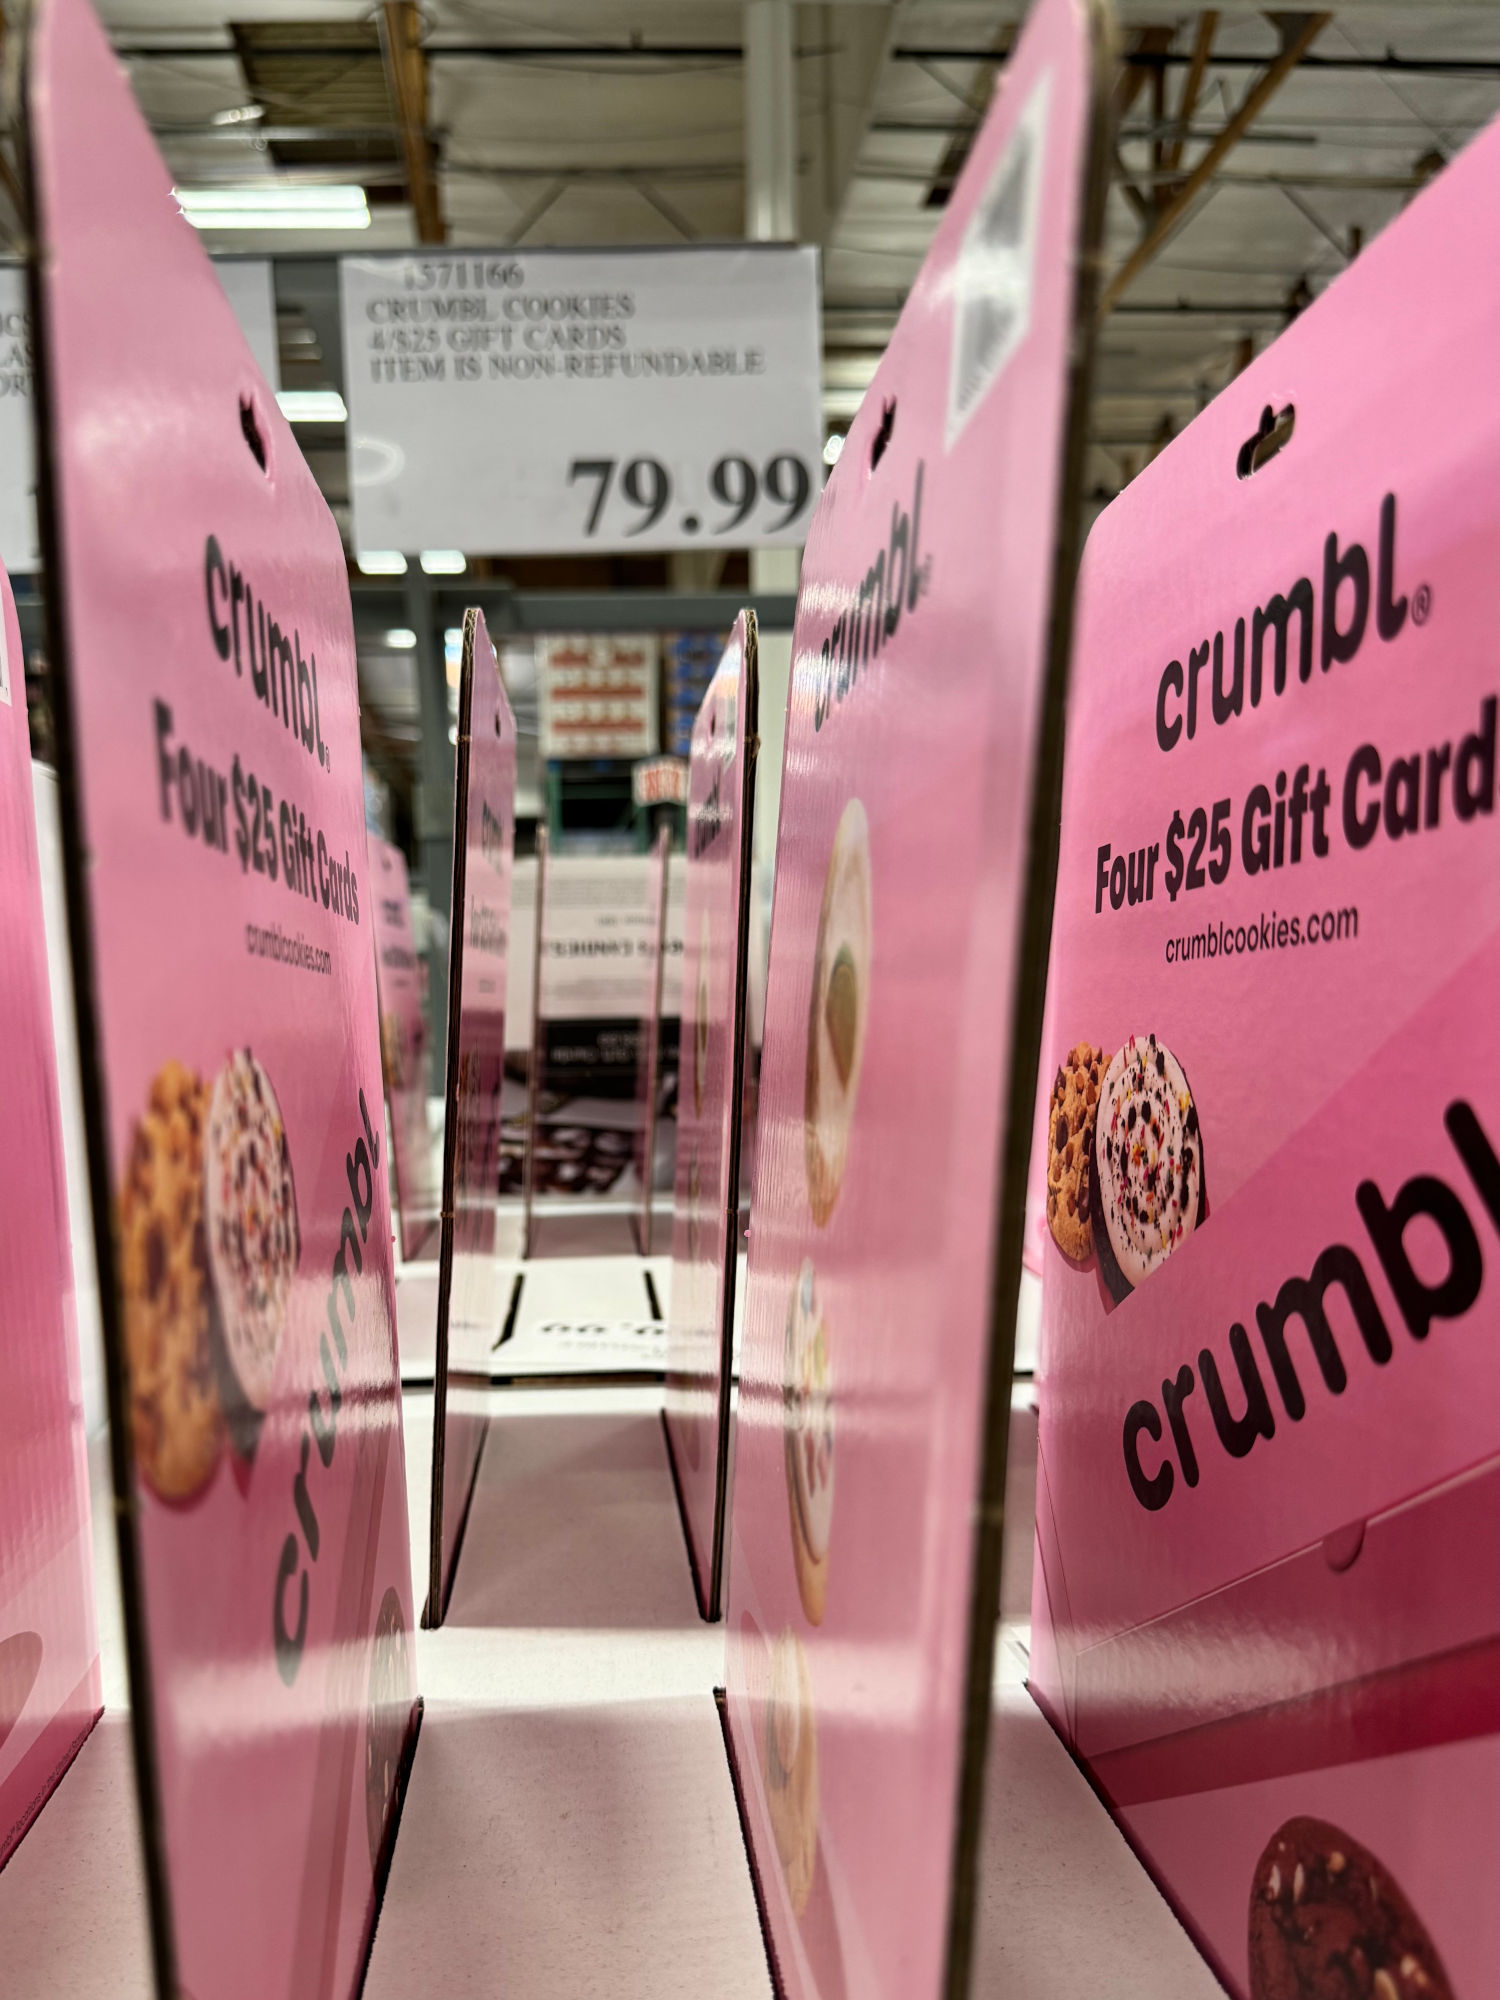 1571166
CRUMBL COOKIES
4/$25 GIFT CARDS
ITEM IS NON-REFUNDABLE
79.99
crumbl®
Four $25 Gift Cards
crumblcookies.com
crumbl
crumbl®
crumbl®
Four $25 Gift Card
crumblcookies.com
crumbl